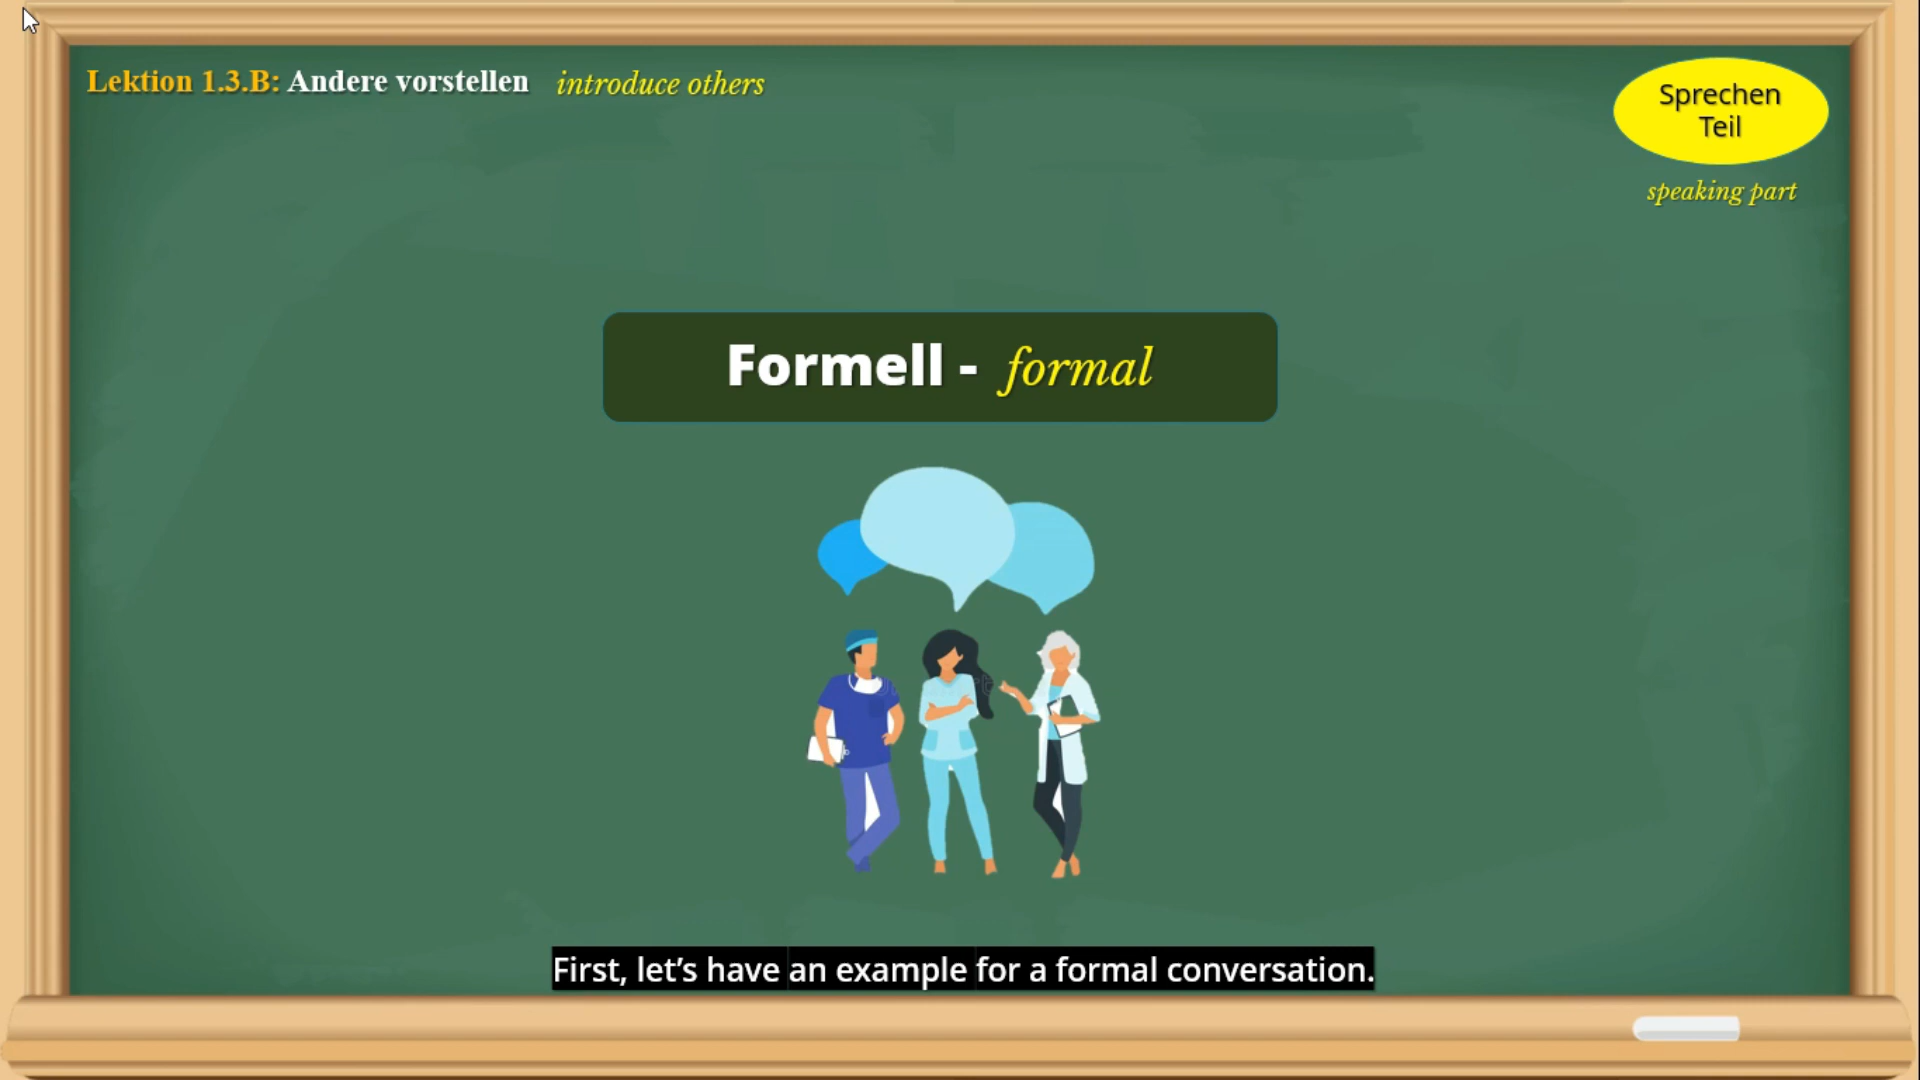 Lektion 1.3.B: Andere vorstellen introduce others
Sprechen
Teil
speaking part
Formell - formal
First, let’s have an example for a formal conversation.